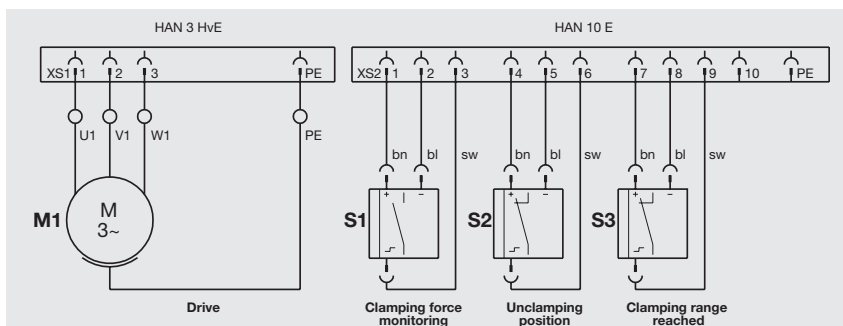 HAN 3 HvE HAN 10 E
XS1 1 2 3 PE XS2 1 2 3 4 5 6 7 8 9 10 PE
U1 V1 W1 PE
bn bl sw bn bl sw bn bl sw
+ − + − + −
M1 M S1 S2 S3
3~
Drive Clamping force Unclamping Clamping range
monitoring position reached